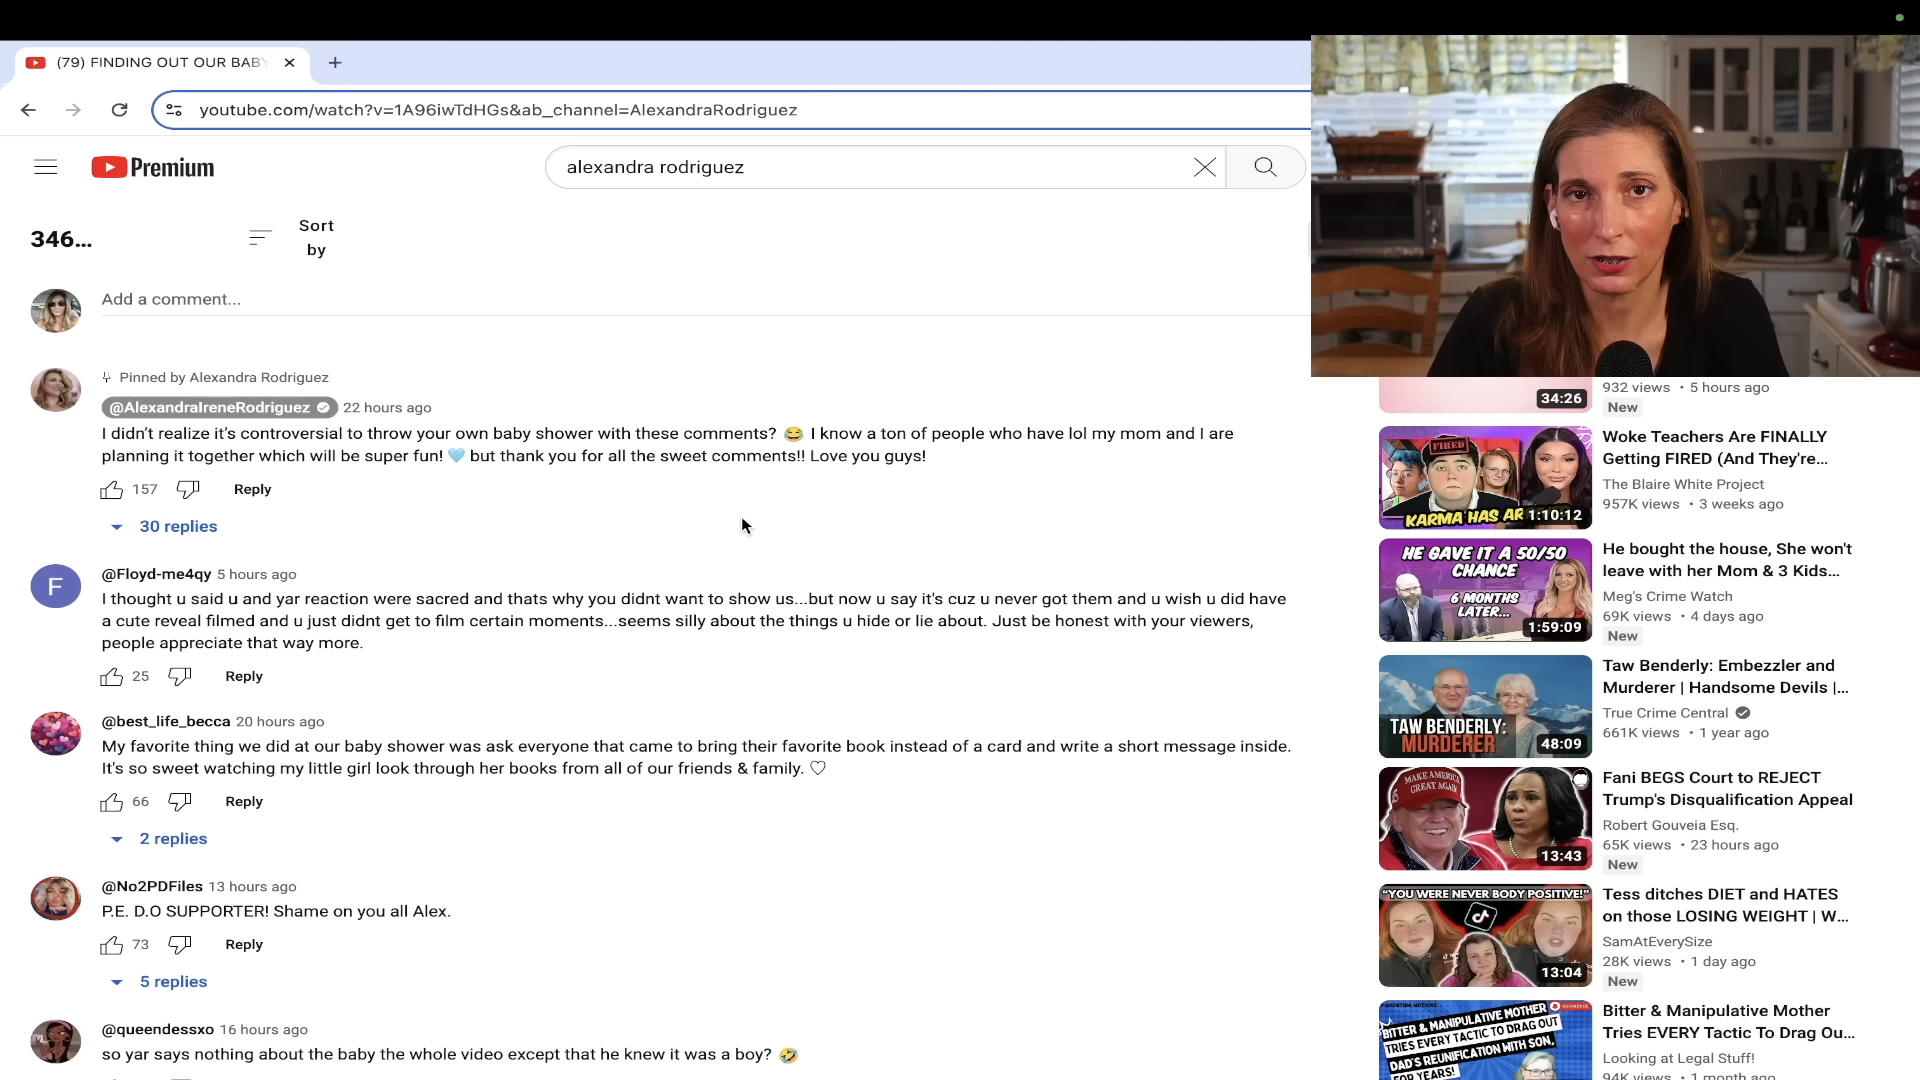 (79) FINDING OUT OUR BAB
youtube.com/watch?v=1A96iwTdHGs&ab_channel=AlexandraRodriguez
Premium
alexandra rodriguez
346...
Sort
by
Add a comment...
Pinned by Alexandra Rodriguez
@AlexandraIreneRodriguez 22 hours ago
I didn't realize it's controversial to throw your own baby shower with these comments? 😂 I know a ton of people who have lol my mom and I are
planning it together which will be super fun! 🩵 but thank you for all the sweet comments!! Love you guys!
157 Reply
30 replies
F
@Floyd-me4qy 5 hours ago
I thought u said u and yar reaction were sacred and thats why you didnt want to show us...but now u say it's cuz u never got them and u wish u did have
a cute reveal filmed and u just didnt get to film certain moments...seems silly about the things u hide or lie about. Just be honest with your viewers,
people appreciate that way more.
25 Reply
@best_life_becca 20 hours ago
My favorite thing we did at our baby shower was ask everyone that came to bring their favorite book instead of a card and write a short message inside.
It's so sweet watching my little girl look through her books from all of our friends & family. ♡
66 Reply
2 replies
@No2PDFiles 13 hours ago
P.E. D.O SUPPORTER! Shame on you all Alex.
73 Reply
5 replies
@queendessxo 16 hours ago
so yar says nothing about the baby the whole video except that he knew it was a boy? 🤣
34:26
932 views • 5 hours ago
New
FIRED
KARMA HAS AR
1:10:12
Woke Teachers Are FINALLY
Getting FIRED (And They're...
The Blaire White Project
957K views • 3 weeks ago
HE GAVE IT A 50/50
CHANCE
6 MONTHS
LATER...
1:59:09
He bought the house, She won't
leave with her Mom & 3 Kids...
Meg's Crime Watch
69K views • 4 days ago
New
TAW BENDERLY:
MURDERER
48:09
Taw Benderly: Embezzler and
Murderer | Handsome Devils |...
True Crime Central
661K views • 1 year ago
MAKE AMERICA
GREAT AGAIN
13:43
Fani BEGS Court to REJECT
Trump's Disqualification Appeal
Robert Gouveia Esq.
65K views • 23 hours ago
New
"YOU WERE NEVER BODY POSITIVE!"
13:04
Tess ditches DIET and HATES
on those LOSING WEIGHT | W...
SamAtEverySize
28K views • 1 day ago
New
BITTER & MANIPULATIVE MOTHER
TRIES EVERY TACTIC TO DRAG OUT
DAD'S REUNIFICATION WITH SON,
FOR YEARS!
Bitter & Manipulative Mother
Tries EVERY Tactic To Drag Ou...
Looking at Legal Stuff!
94K views • 1 month ago